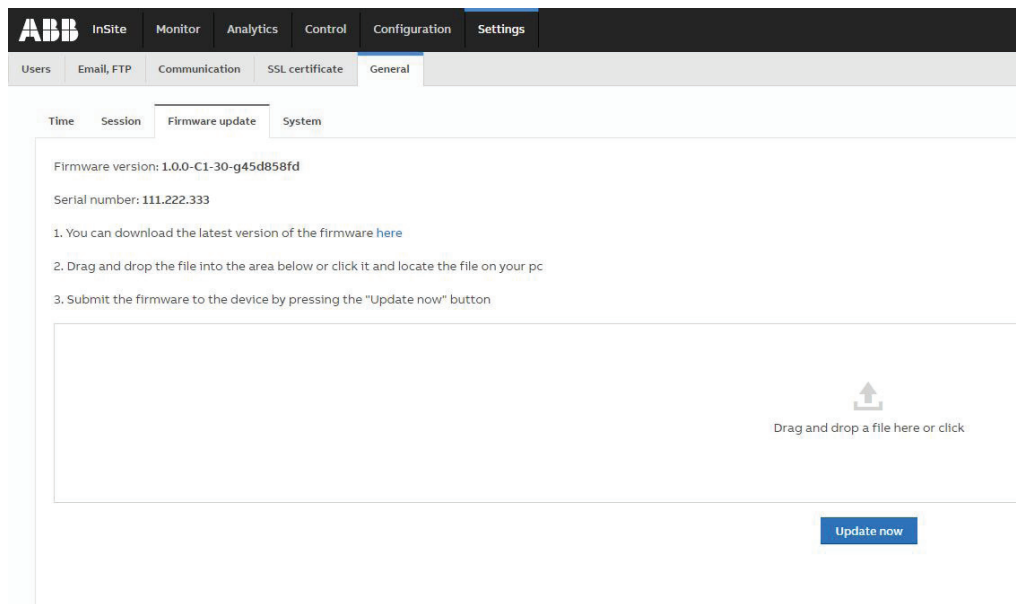 ABB InSite Monitor Analytics Control Configuration Settings
Users Email, FTP Communication SSL certificate General
Time Session Firmware update System
Firmware version: 1.0.0-C1-30-g45d858fd
Serial number: 111.222.333
1. You can download the latest version of the firmware here
2. Drag and drop the file into the area below or click it and locate the file on your pc
3. Submit the firmware to the device by pressing the "Update now" button
Drag and drop a file here or click
Update now